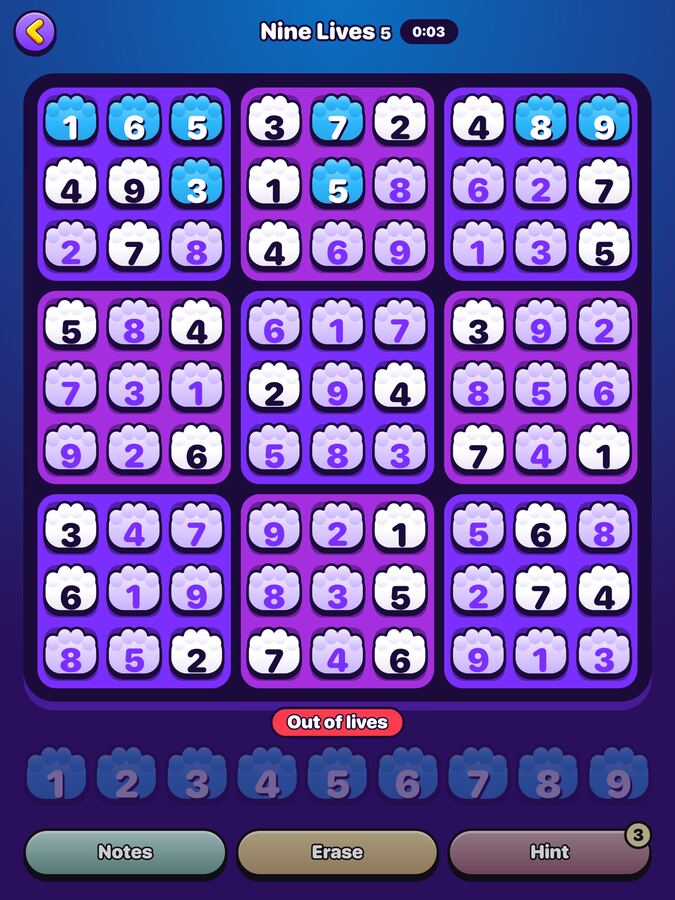 Nine Lives 5 0:03
1 6 5 3 7 2 4 8 9
4 9 3 1 5 8 6 2 7
2 7 8 4 6 9 1 3 5
5 8 4 6 1 7 3 9 2
7 3 1 2 9 4 8 5 6
9 2 6 5 8 3 7 4 1
3 4 7 9 2 1 5 6 8
6 1 9 8 3 5 2 7 4
8 5 2 7 4 6 9 1 3
Out of lives
1 2 3 4 5 6 7 8 9
3
Notes Erase Hint